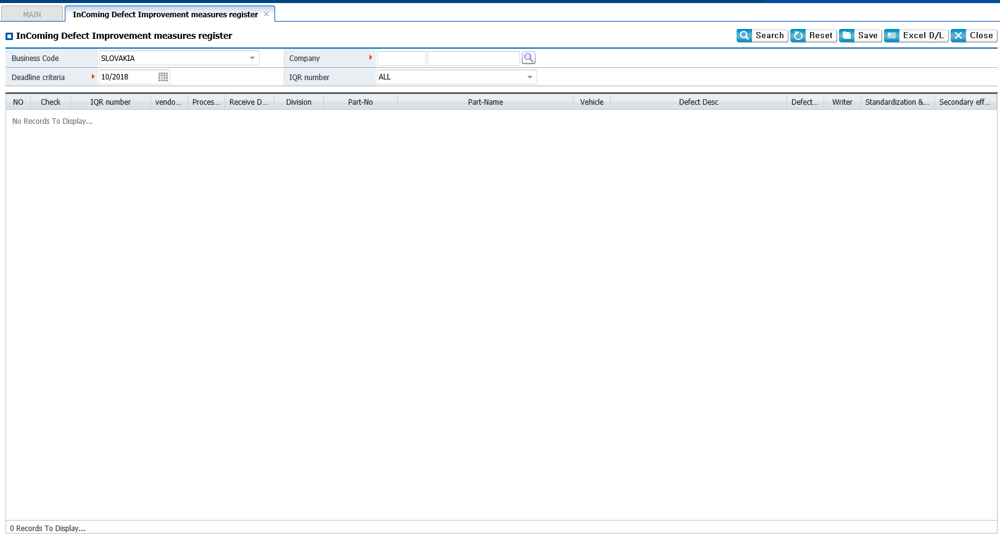 MAIN InComing Defect Improvement measures register
InComing Defect Improvement measures register Search Reset Save Excel D/L Close
Business Code SLOVAKIA Company
Deadline criteria 10/2018 IQR number ALL
NO Check IQR number vendo... Proces... Receive D... Division Part-No Part-Name Vehicle Defect Desc Defect... Writer Standardization &... Secondary eff...
No Records To Display...
0 Records To Display...